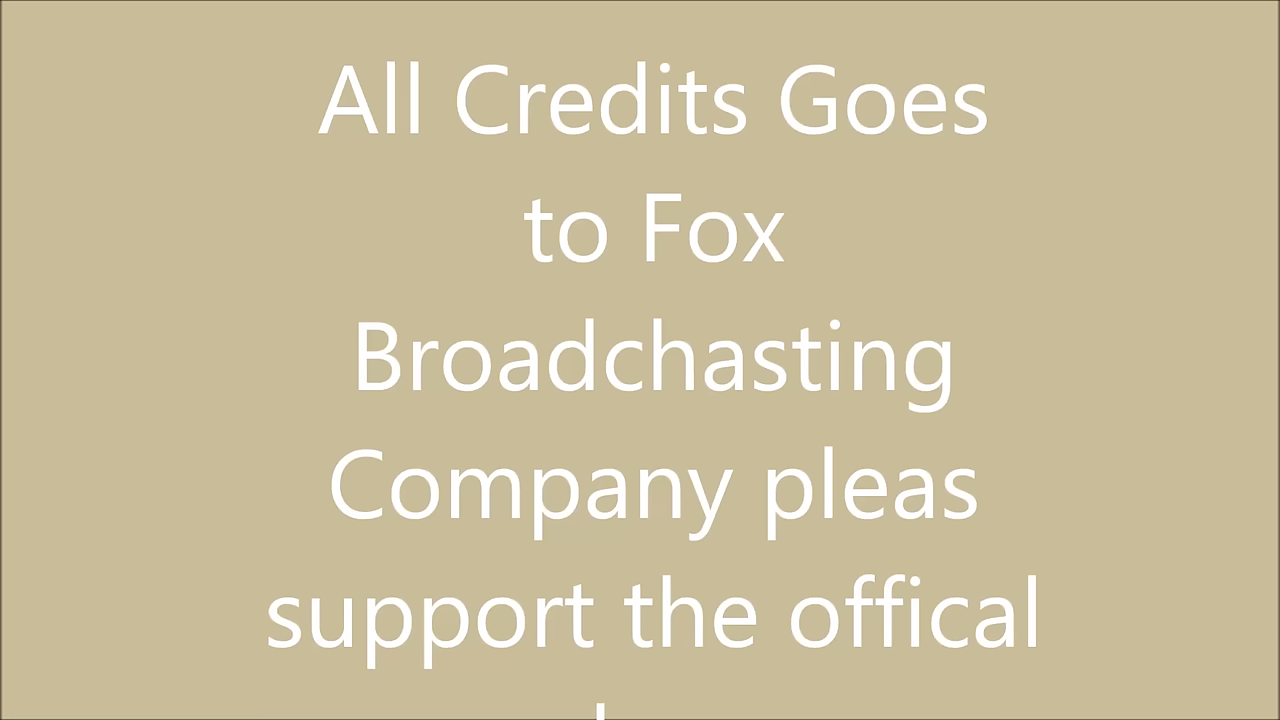 All Credits Goes
to Fox
Broadchasting
Company pleas
support the offical